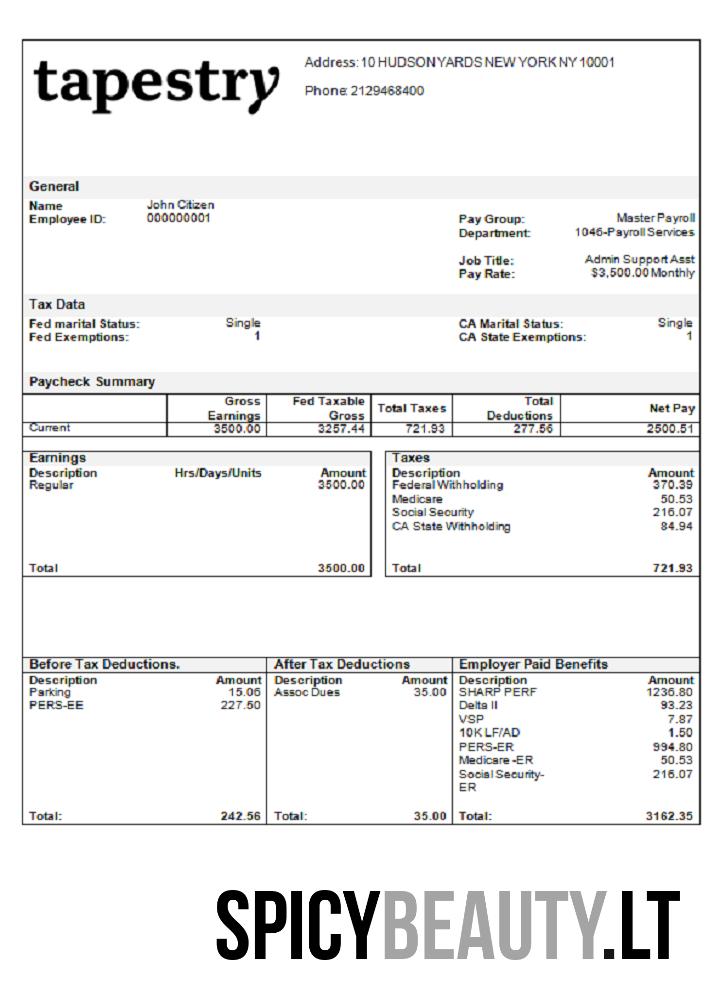 tapestry
Address: 10 HUDSON YARDS NEW YORK NY 10001
Phone: 2129468400
General
Name John Citizen
Employee ID: 000000001
Pay Group: Master Payroll
Department: 1046-Payroll Services
Job Title: Admin Support Asst
Pay Rate: $3,500.00 Monthly
Tax Data
Fed marital Status: Single CA Marital Status: Single
Fed Exemptions: 1 CA State Exemptions: 1
Paycheck Summary
Gross Earnings Fed Taxable Gross Total Taxes Total Deductions Net Pay
Current 3500.00 3257.44 721.93 277.56 2500.51
Earnings
Description Hrs/Days/Units Amount
Regular 3500.00
Total 3500.00
Taxes
Description Amount
Federal Withholding 370.39
Medicare 50.53
Social Security 216.07
CA State Withholding 84.94
Total 721.93
Before Tax Deductions.
Description Amount
Parking 15.06
PERS-EE 227.50
Total: 242.56
After Tax Deductions
Description Amount
Assoc Dues 35.00
Total: 35.00
Employer Paid Benefits
Description Amount
SHARP PERF 1236.80
Delta II 93.23
VSP 7.87
10K LF/AD 1.50
PERS-ER 994.80
Medicare -ER 50.53
Social Security- 216.07
ER
Total: 3162.35
SPICYBEAUTY.LT